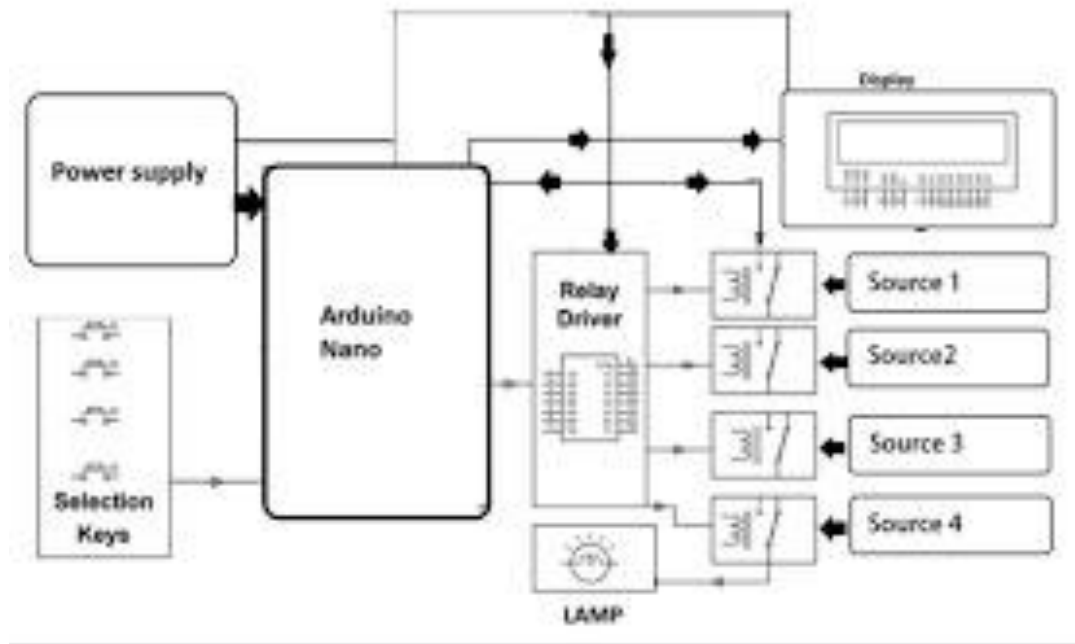 Display
Power supply
Arduino
Nano
Relay
Driver
Source 1
Source2
Source 3
Source 4
Selection
Keys
LAMP